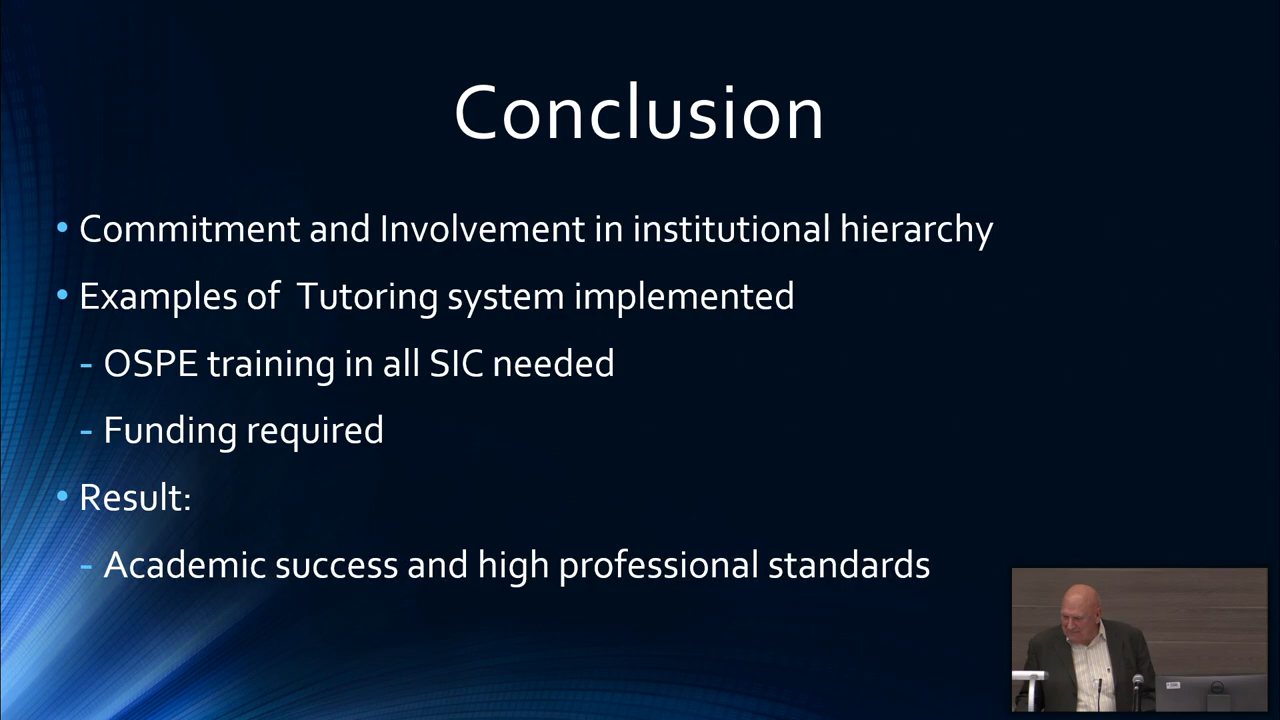 Conclusion
• Commitment and Involvement in institutional hierarchy
• Examples of  Tutoring system implemented
- OSPE training in all SIC needed
- Funding required
• Result:
- Academic success and high professional standards